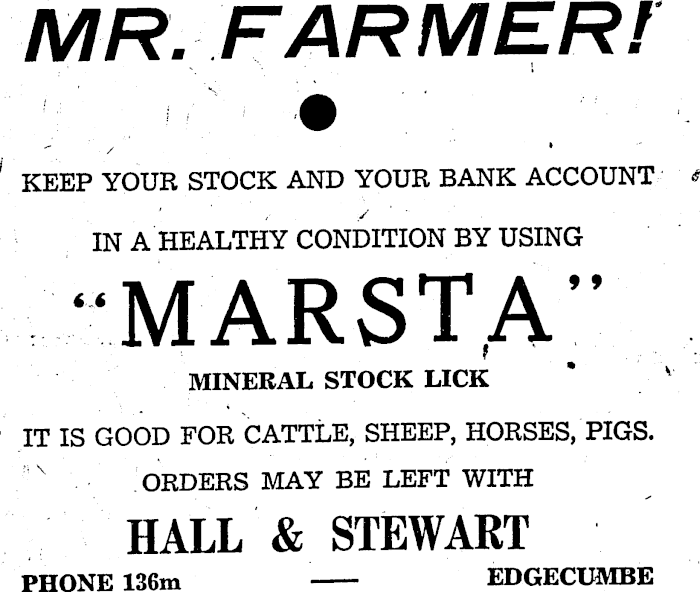 MR. FARMER!
KEEP YOUR STOCK AND YOUR BANK ACCOUNT
IN A HEALTHY CONDITION BY USING
“MARSTA”
MINERAL STOCK LICK
IT IS GOOD FOR CATTLE, SHEEP, HORSES, PIGS.
ORDERS MAY BE LEFT WITH
HALL & STEWART
PHONE 136m — EDGECUMBE